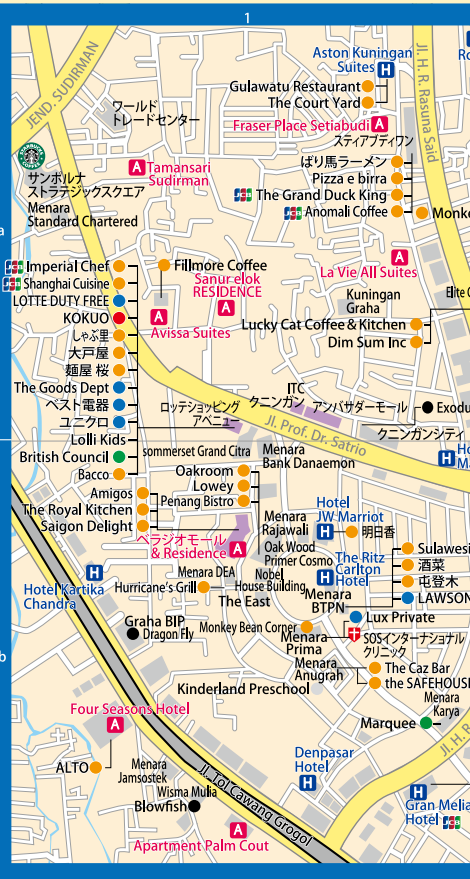 1
Aston Kuningan
Suites
H
Jl. H.R. Rasuna Said
JEND. SUDIRMAN
Gulawatu Restaurant
The Court Yard
ワールド
トレードセンター
Fraser Place Setiabudi A
スティアブディワン
STARBUCKS COFFEE
サンポルナ
ストラテジックスクエア
Menara
Standard Chartered
A Tamansari
Sudirman
ばり馬ラーメン
Pizza e birra
JCB The Grand Duck King
JCB Anomali Coffee
Monke
a
JCB Imperial Chef
JCB Shanghai Cuisine
LOTTE DUTY FREE
KOKUO
しゃぶ里
大戸屋
麺屋 桜
The Goods Dept
ベスト電器
ユニクロ
Lolli Kids
British Council
Bacco
Fillmore Coffee
Sanur elok
RESIDENCE
A
A
Avissa Suites
La Vie All Suites
A
Kuningan
Graha
Elite
Lucky Cat Coffee & Kitchen
Dim Sum Inc
ITC
クニンガン
アンバサダーモール
Exodu
ロッテショッピング
アベニュー
Jl. Prof. Dr. Satrio
クニンガンシティ
sommerset Grand Citra
Menara
Bank Danaemon
H
Ho
Ma
Oakroom
Lowey
Penang Bistro
Amigos
The Royal Kitchen
Saigon Delight
ベラジオモール
& Residence A
Menara
Rajawali
Hotel
JW Marriot
H
明日香
Oak Wood
Primer Cosmo
The Ritz
Carlton
H Hotel
Sulawesi
酒菜
屯登木
LAWSON
Menara DEA
Nobel
House Building
Menara
BTPN
H
Hotel Kartika
Chandra
Hurricane's Grill
The East
Lux Private
Graha BIP
Dragon Fly
Monkey Bean Corner
Menara
Prima
SOSインターナショナル
クリニック
b
Menara
Anugrah
The Caz Bar
the SAFEHOUSE
Kinderland Preschool
Menara
Karya
Marquee
Four Seasons Hotel
A
Jl. H. R.
ALTO
Menara
Jamsostek
Jl. Tol Cawang Grogol
Denpasar
Hotel
H
Wisma Mulia
Blowfish
H
Gran Melia
Hotel JCB
A
Apartment Palm Cout